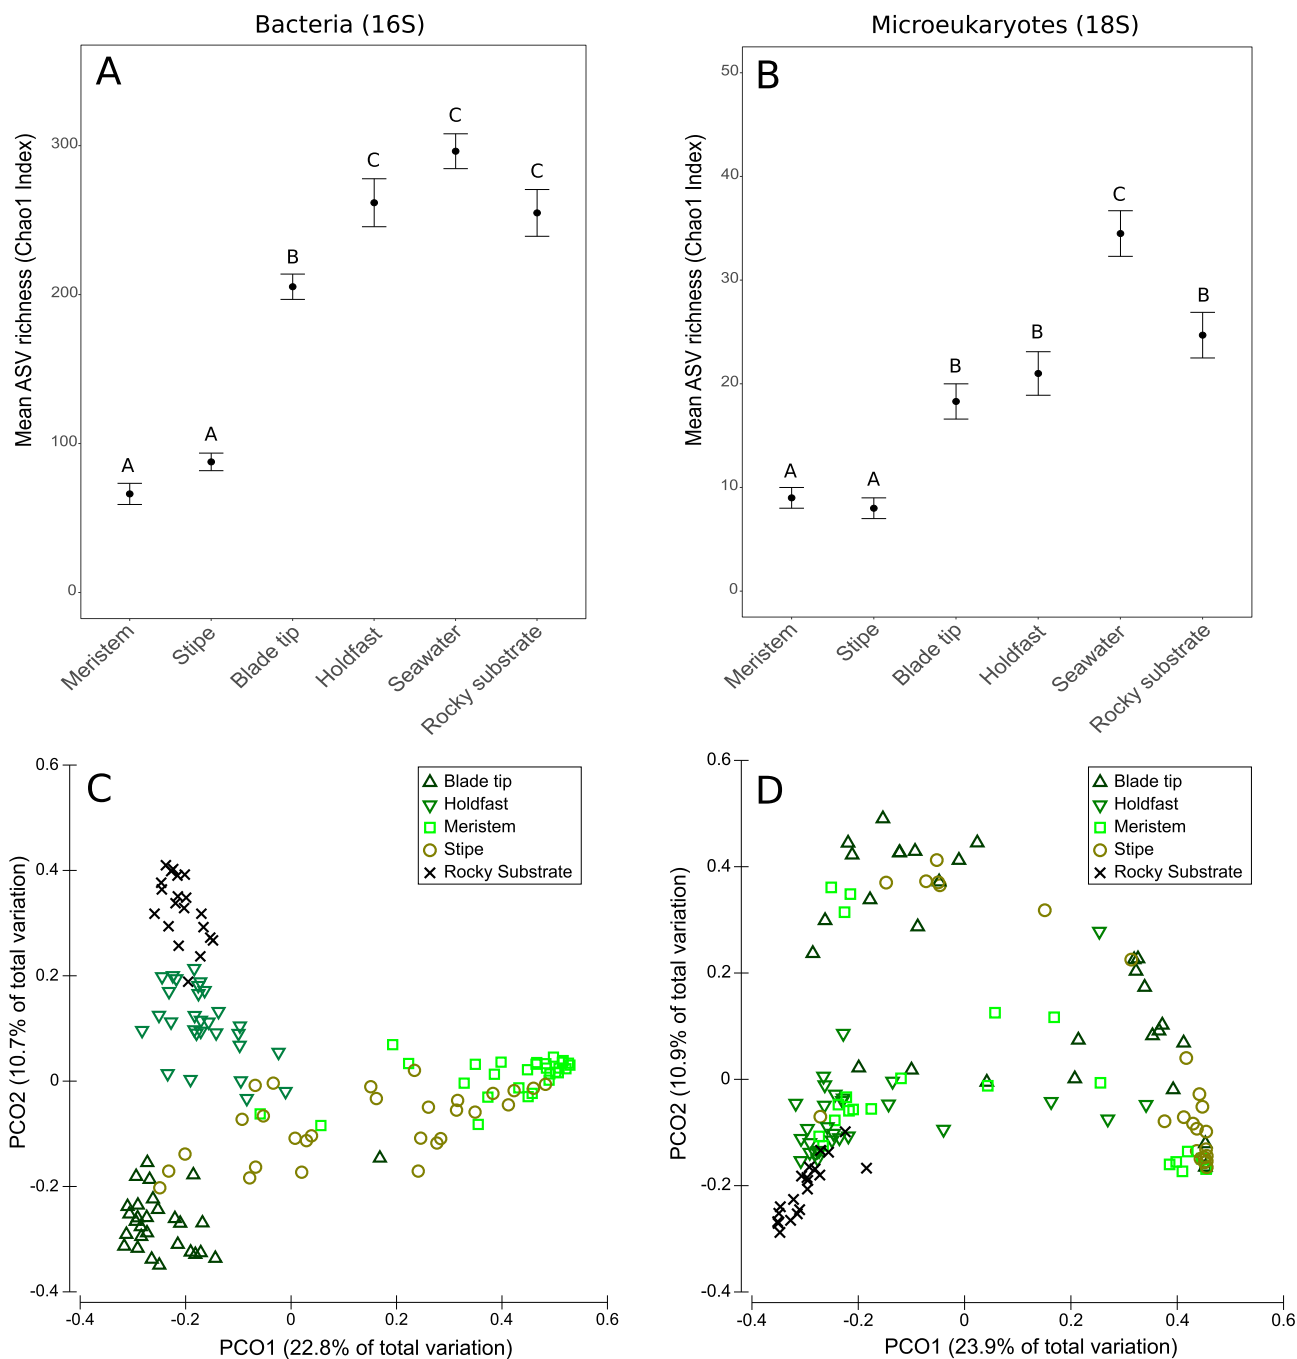 Bacteria (16S)
Microeukaryotes (18S)
A
Mean ASV richness (Chao1 Index)
300
200
100
0
A
A
B
C
C
C
Meristem
Stipe
Blade tip
Holdfast
Seawater
Rocky substrate
B
Mean ASV richness (Chao1 Index)
50
40
30
20
10
0
A
A
B
B
C
B
Meristem
Stipe
Blade tip
Holdfast
Seawater
Rocky substrate
C
PCO2 (10.7% of total variation)
0.6
0.4
0.2
0
-0.2
-0.4
Blade tip
Holdfast
Meristem
Stipe
Rocky Substrate
-0.4
-0.2
0
0.2
0.4
0.6
PCO1 (22.8% of total variation)
D
PCO2 (10.9% of total variation)
0.6
0.4
0.2
0
-0.2
-0.4
Blade tip
Holdfast
Meristem
Stipe
Rocky Substrate
-0.4
-0.2
0
0.2
0.4
0.6
PCO1 (23.9% of total variation)